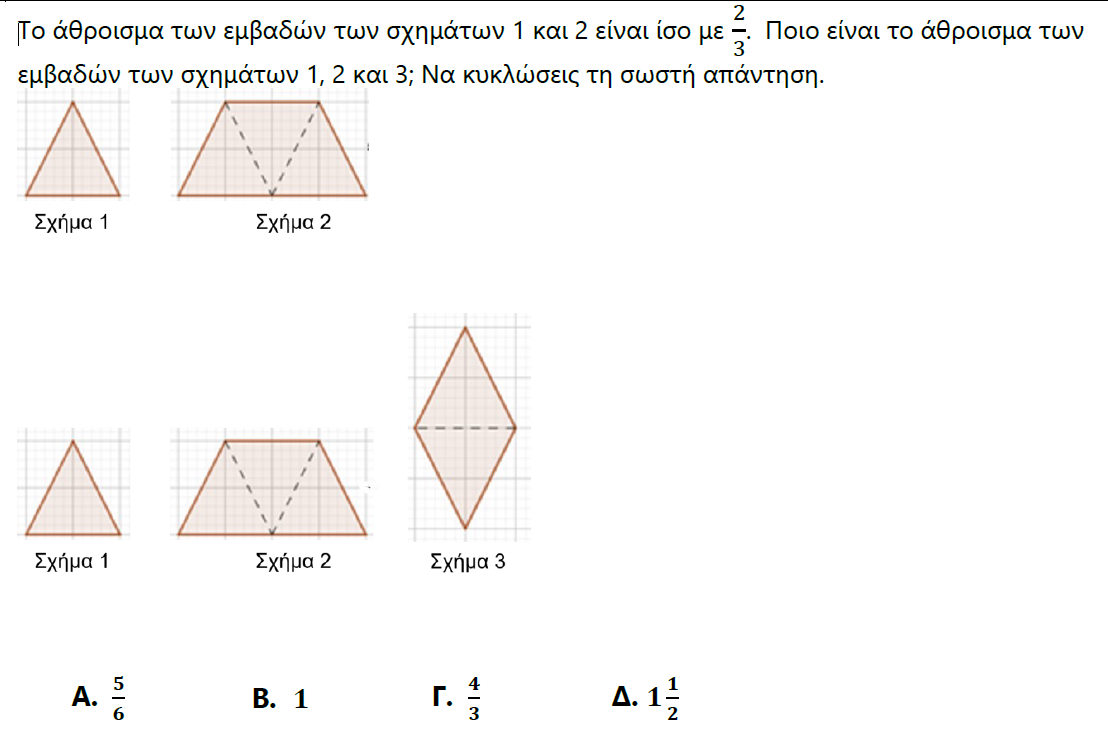 Το άθροισμα των εμβαδών των σχημάτων 1 και 2 είναι ίσο με 2/3. Ποιο είναι το άθροισμα των
εμβαδών των σχημάτων 1, 2 και 3; Να κυκλώσεις τη σωστή απάντηση.
Σχήμα 1 Σχήμα 2
Σχήμα 1 Σχήμα 2 Σχήμα 3
Α. 5/6 Β. 1 Γ. 4/3 Δ. 1 1/2